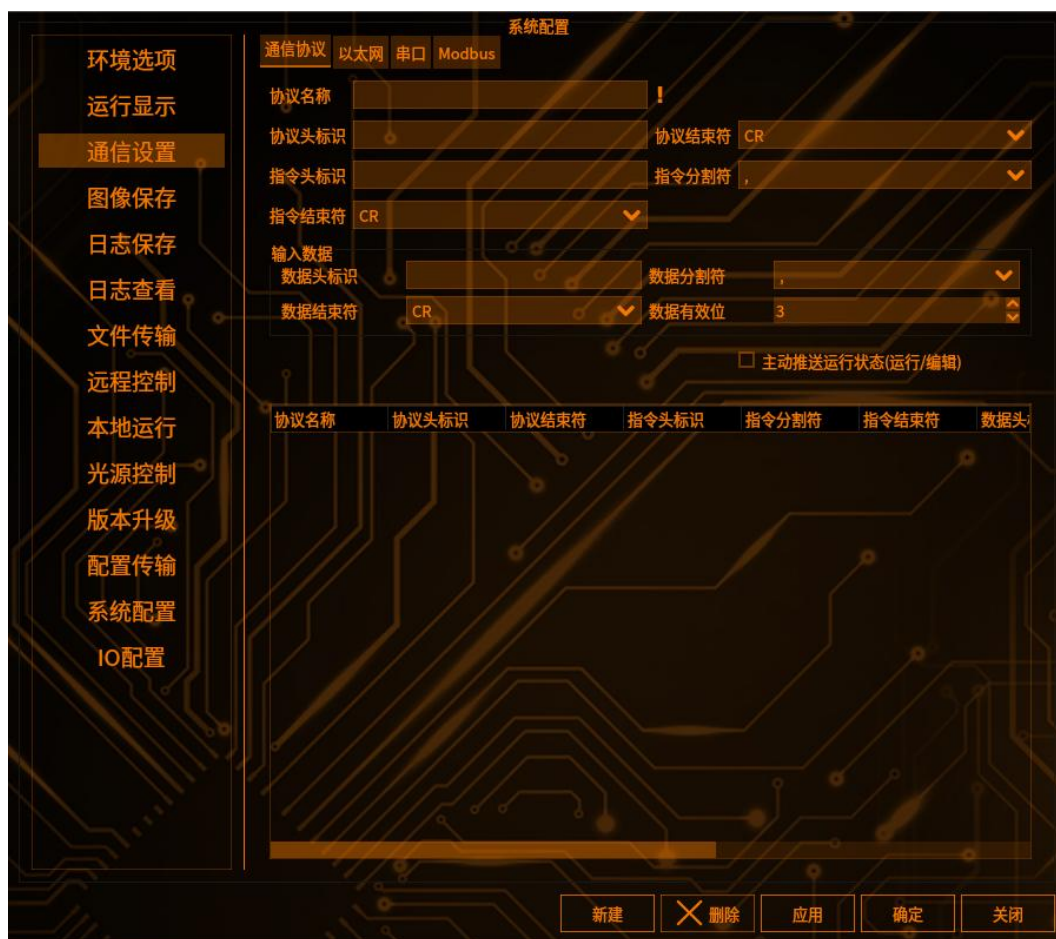 系统配置
环境选项
运行显示
通信设置
图像保存
日志保存
日志查看
文件传输
远程控制
本地运行
光源控制
版本升级
配置传输
系统配置
IO配置
通信协议 以太网 串口 Modbus
协议名称 !
协议头标识 协议结束符 CR
指令头标识 指令分割符 ,
指令结束符 CR
输入数据
数据头标识 数据分割符 ,
数据结束符 CR 数据有效位 3
主动推送运行状态(运行/编辑)
协议名称 协议头标识 协议结束符 指令头标识 指令分割符 指令结束符 数据头
新建 删除 应用 确定 关闭